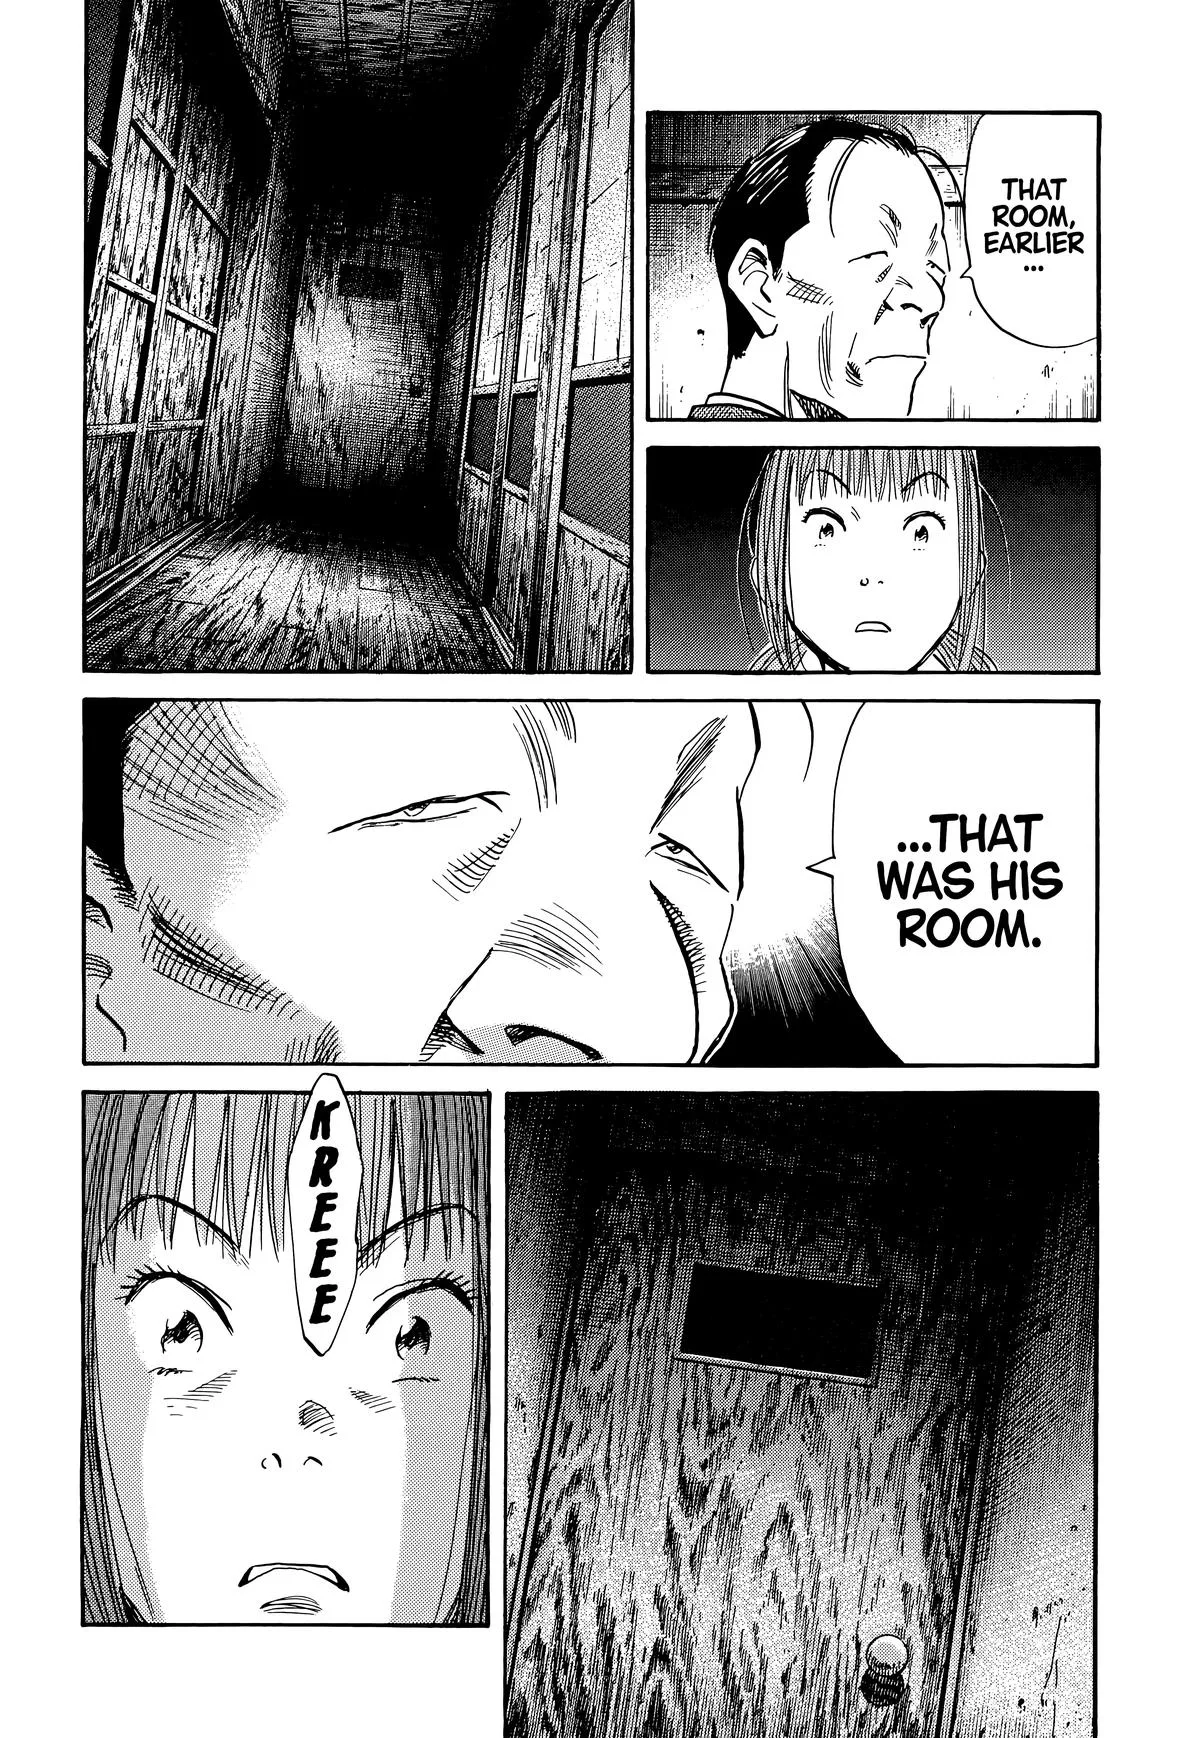 THAT
ROOM,
EARLIER
...
...THAT
WAS HIS
ROOM.
KREEE